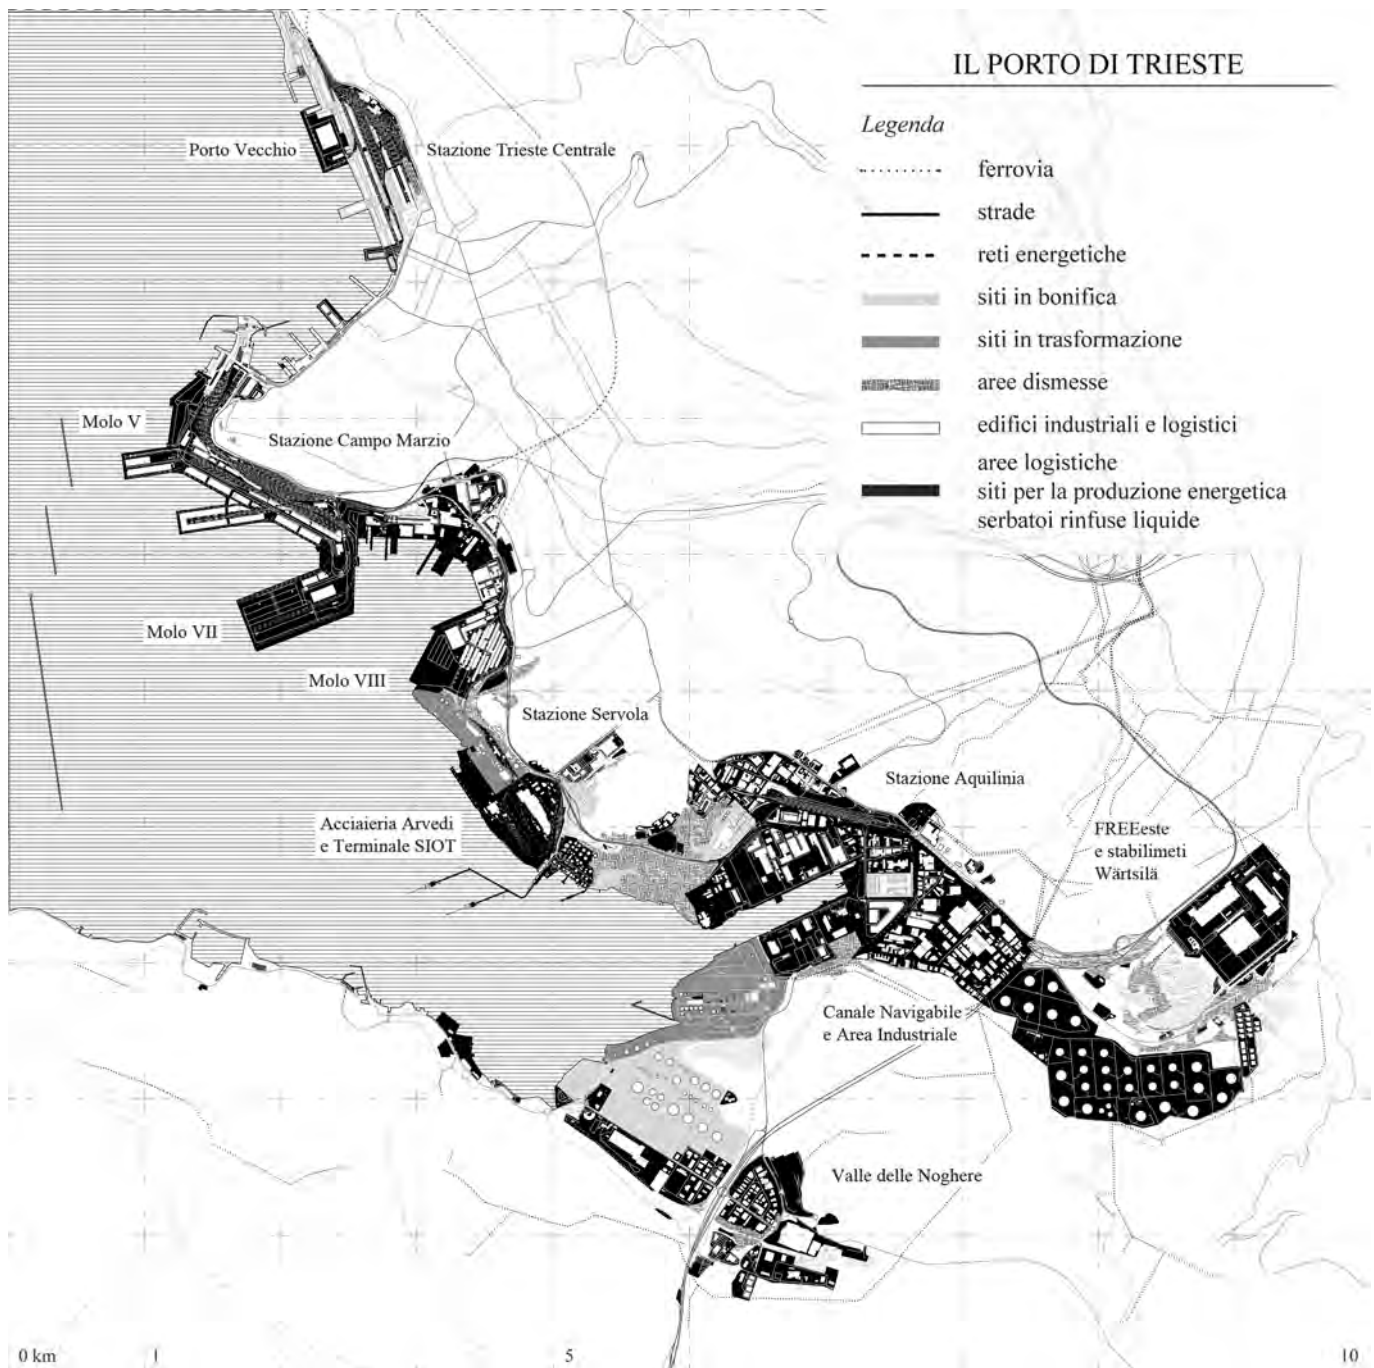 IL PORTO DI TRIESTE
Legenda
ferrovia
strade
reti energetiche
siti in bonifica
siti in trasformazione
aree dismesse
edifici industriali e logistici
aree logistiche
siti per la produzione energetica
serbatoi rinfuse liquide
Porto Vecchio
Stazione Trieste Centrale
Molo V
Stazione Campo Marzio
Molo VII
Molo VIII
Stazione Servola
Stazione Aquilinia
Acciaieria Arvedi
e Terminale SIOT
FREEeste
e stabilimeti
Wärtsilä
Canale Navigabile
e Area Industriale
Valle delle Noghere
0 km 1 5 10